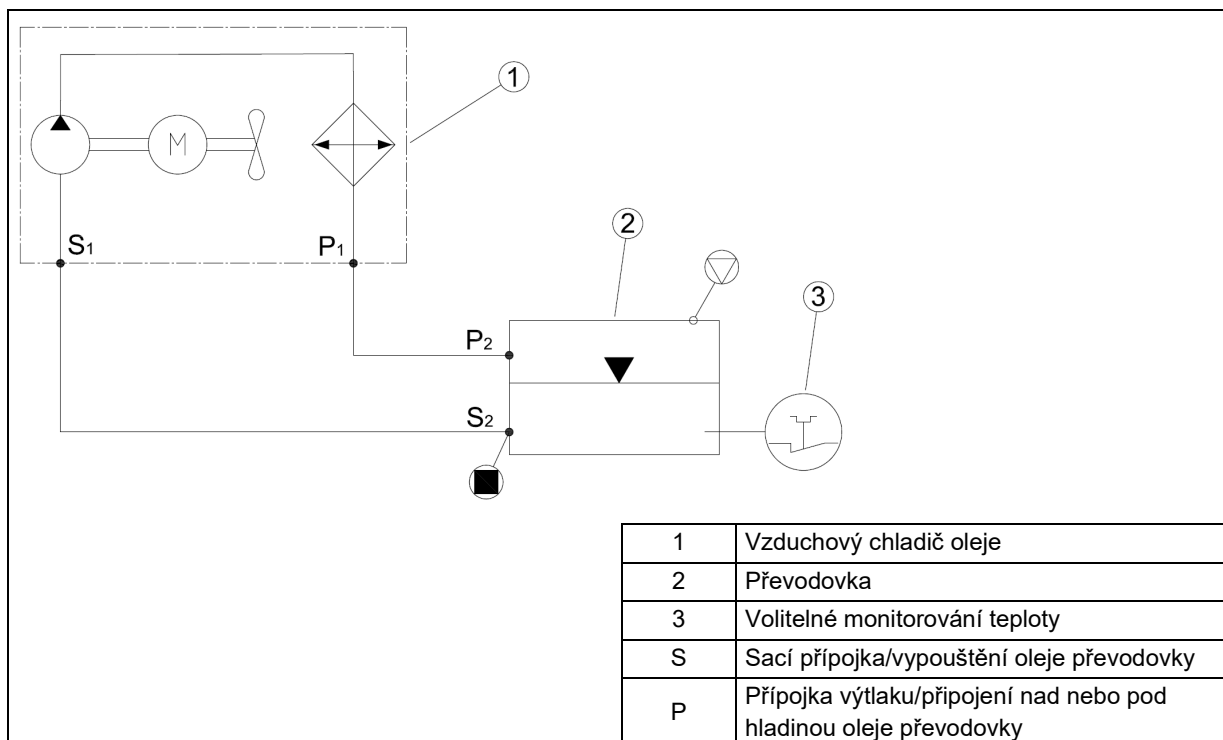 1
M
S1
P1
2
3
P2
S2
1 Vzduchový chladič oleje
2 Převodovka
3 Volitelné monitorování teploty
S Sací přípojka/vypouštění oleje převodovky
P Přípojka výtlaku/připojení nad nebo pod
hladinou oleje převodovky